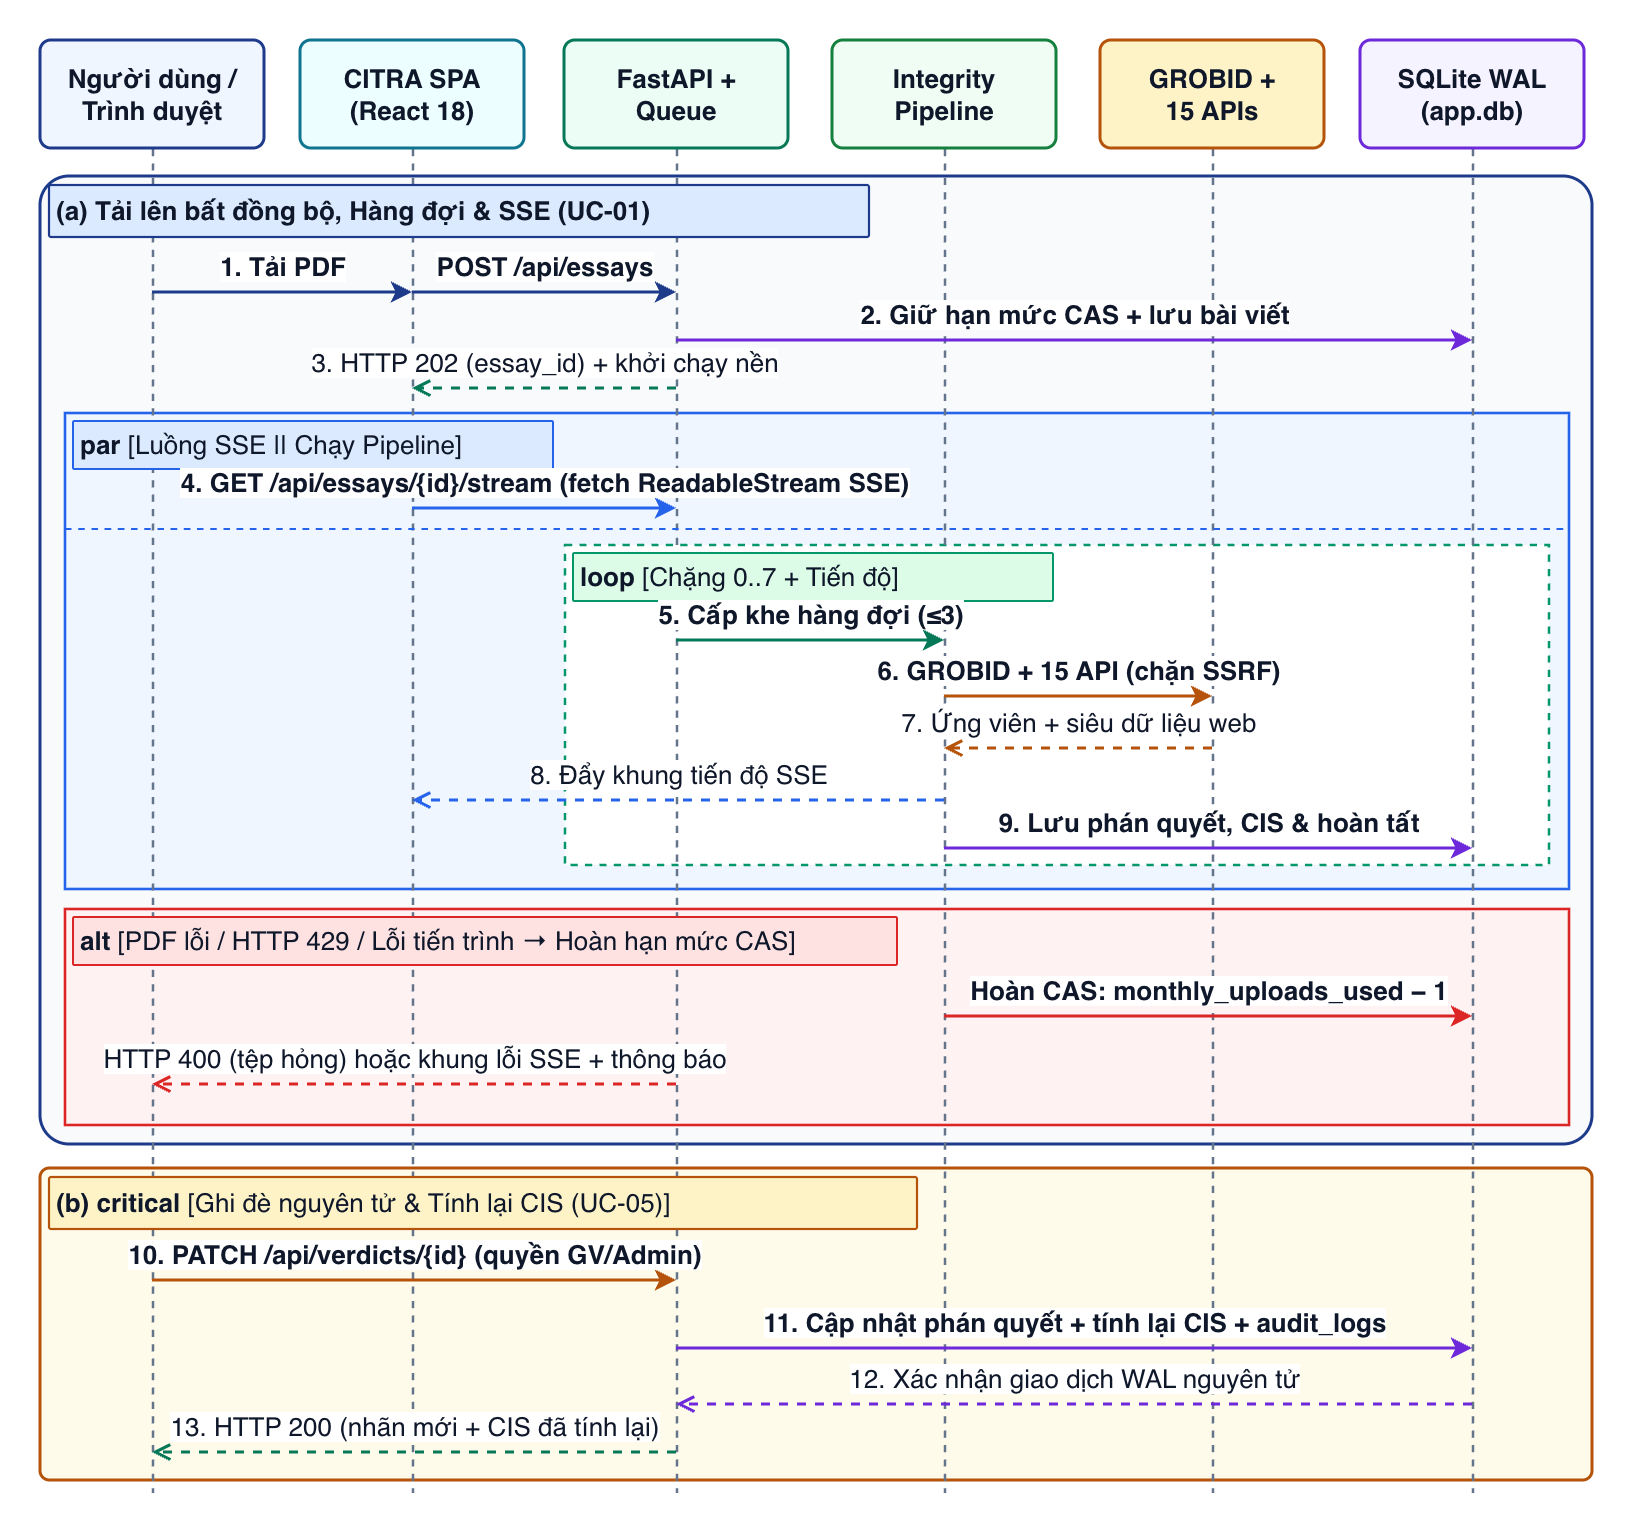 Người dùng /
Trình duyệt
CITRA SPA
(React 18)
FastAPI +
Queue
Integrity
Pipeline
GROBID +
15 APIs
SQLite WAL
(app.db)
(a) Tải lên bất đồng bộ, Hàng đợi & SSE (UC-01)
1. Tải PDF
POST /api/essays
2. Giữ hạn mức CAS + lưu bài viết
3. HTTP 202 (essay_id) + khởi chạy nền
par [Luồng SSE || Chạy Pipeline]
4. GET /api/essays/{id}/stream (fetch ReadableStream SSE)
loop [Chặng 0..7 + Tiến độ]
5. Cấp khe hàng đợi (≤3)
6. GROBID + 15 API (chặn SSRF)
7. Ứng viên + siêu dữ liệu web
8. Đẩy khung tiến độ SSE
9. Lưu phán quyết, CIS & hoàn tất
alt [PDF lỗi / HTTP 429 / Lỗi tiến trình → Hoàn hạn mức CAS]
Hoàn CAS: monthly_uploads_used – 1
HTTP 400 (tệp hỏng) hoặc khung lỗi SSE + thông báo
(b) critical [Ghi đè nguyên tử & Tính lại CIS (UC-05)]
10. PATCH /api/verdicts/{id} (quyền GV/Admin)
11. Cập nhật phán quyết + tính lại CIS + audit_logs
12. Xác nhận giao dịch WAL nguyên tử
13. HTTP 200 (nhãn mới + CIS đã tính lại)